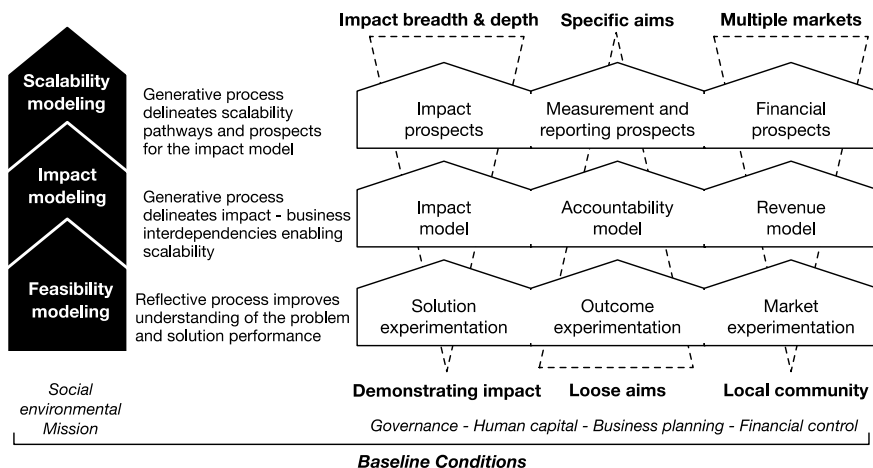 Impact breadth & depth
Specific aims
Multiple markets
Scalability
modeling
Generative process
delineates scalability
pathways and prospects
for the impact model
Impact
prospects
Measurement and
reporting prospects
Financial
prospects
Impact
modeling
Generative process
delineates impact - business
interdependencies enabling
scalability
Impact
model
Accountability
model
Revenue
model
Feasibility
modeling
Reflective process improves
understanding of the problem
and solution performance
Solution
experimentation
Outcome
experimentation
Market
experimentation
Demonstrating impact
Loose aims
Local community
Social
environmental
Mission
Governance - Human capital - Business planning - Financial control
Baseline Conditions